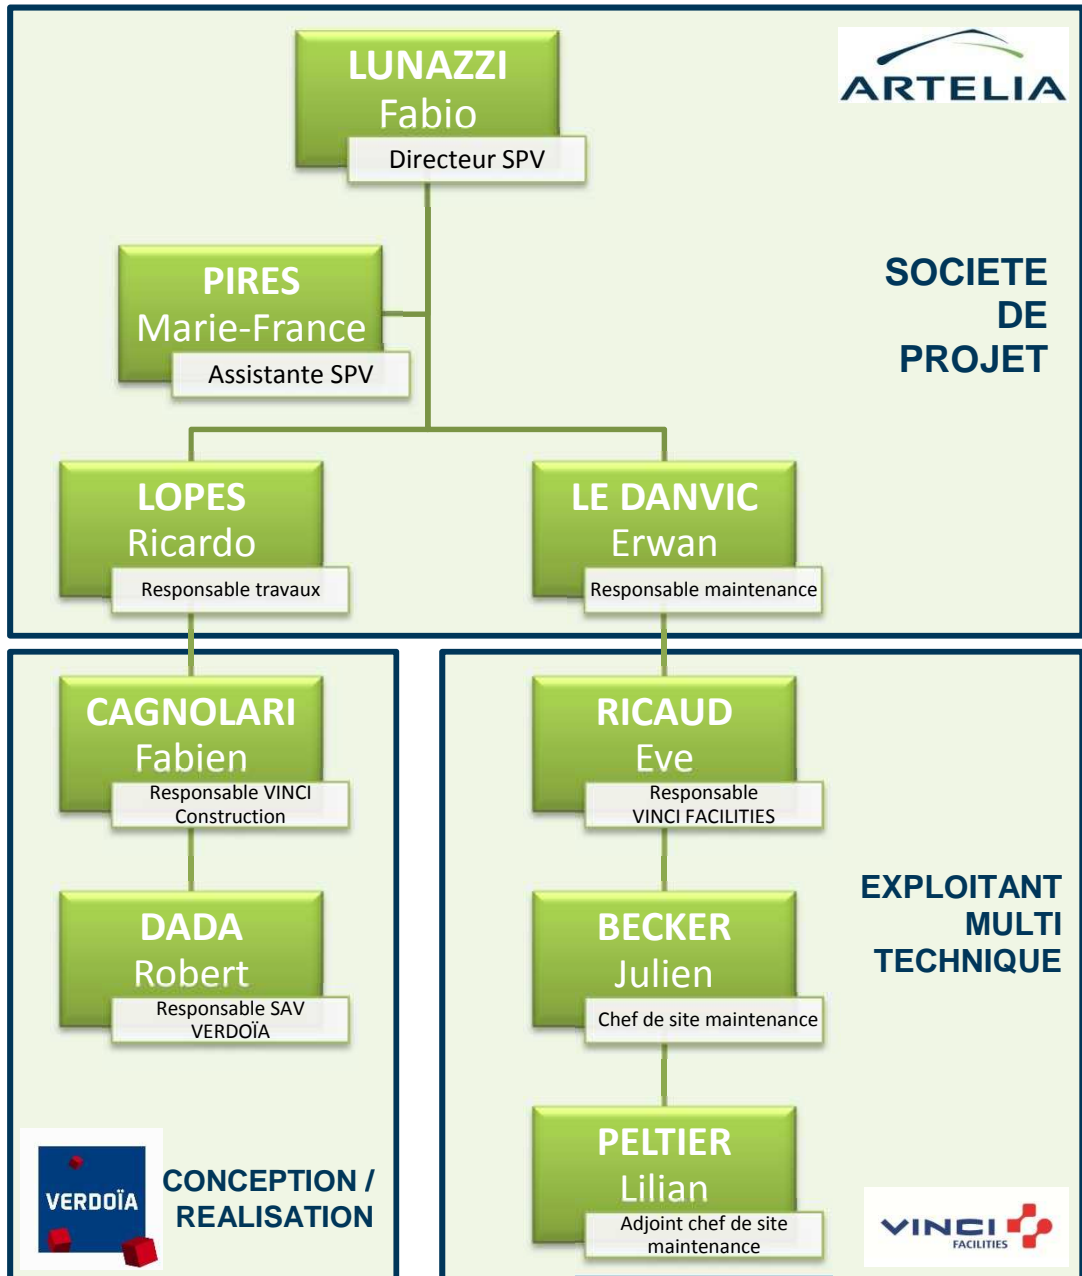 LUNAZZI
Fabio
Directeur SPV
ARTELIA
PIRES
Marie-France
Assistante SPV
SOCIETE
DE
PROJET
LOPES
Ricardo
Responsable travaux
LE DANVIC
Erwan
Responsable maintenance
CAGNOLARI
Fabien
Responsable VINCI
Construction
RICAUD
Eve
Responsable
VINCI FACILITIES
DADA
Robert
Responsable SAV
VERDOÏA
BECKER
Julien
Chef de site maintenance
EXPLOITANT
MULTI
TECHNIQUE
VERDOÏA
CONCEPTION /
REALISATION
PELTIER
Lilian
Adjoint chef de site
maintenance
VINCI
FACILITIES